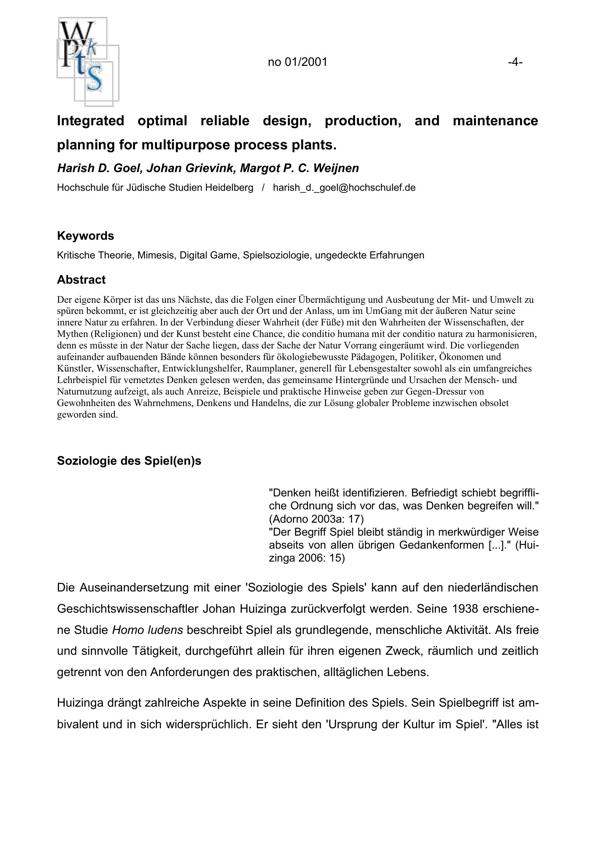 W
P k
t
S
no 01/2001 -4-
Integrated optimal reliable design, production, and maintenance
planning for multipurpose process plants.
Harish D. Goel, Johan Grievink, Margot P. C. Weijnen
Hochschule für Jüdische Studien Heidelberg / harish_d._goel@hochschulef.de
Keywords
Kritische Theorie, Mimesis, Digital Game, Spielsoziologie, ungedeckte Erfahrungen
Abstract
Der eigene Körper ist das uns Nächste, das die Folgen einer Übermächtigung und Ausbeutung der Mit- und Umwelt zu
spüren bekommt, er ist gleichzeitig aber auch der Ort und der Anlass, um im UmGang mit der äußeren Natur seine
innere Natur zu erfahren. In der Verbindung dieser Wahrheit (der Füße) mit den Wahrheiten der Wissenschaften, der
Mythen (Religionen) und der Kunst besteht eine Chance, die conditio humana mit der conditio natura zu harmonisieren,
denn es müsste in der Natur der Sache liegen, dass der Sache der Natur Vorrang eingeräumt wird. Die vorliegenden
aufeinander aufbauenden Bände können besonders für ökologiebewusste Pädagogen, Politiker, Ökonomen und
Künstler, Wissenschafter, Entwicklungshelfer, Raumplaner, generell für Lebensgestalter sowohl als ein umfangreiches
Lehrbeispiel für vernetztes Denken gelesen werden, das gemeinsame Hintergründe und Ursachen der Mensch- und
Naturnutzung aufzeigt, als auch Anreize, Beispiele und praktische Hinweise geben zur Gegen-Dressur von
Gewohnheiten des Wahrnehmens, Denkens und Handelns, die zur Lösung globaler Probleme inzwischen obsolet
geworden sind.
Soziologie des Spiel(en)s
"Denken heißt identifizieren. Befriedigt schiebt begriffli-
che Ordnung sich vor das, was Denken begreifen will."
(Adorno 2003a: 17)
"Der Begriff Spiel bleibt ständig in merkwürdiger Weise
abseits von allen übrigen Gedankenformen [...]." (Hui-
zinga 2006: 15)
Die Auseinandersetzung mit einer 'Soziologie des Spiels' kann auf den niederländischen
Geschichtswissenschaftler Johan Huizinga zurückverfolgt werden. Seine 1938 erschiene-
ne Studie Homo ludens beschreibt Spiel als grundlegende, menschliche Aktivität. Als freie
und sinnvolle Tätigkeit, durchgeführt allein für ihren eigenen Zweck, räumlich und zeitlich
getrennt von den Anforderungen des praktischen, alltäglichen Lebens.
Huizinga drängt zahlreiche Aspekte in seine Definition des Spiels. Sein Spielbegriff ist am-
bivalent und in sich widersprüchlich. Er sieht den 'Ursprung der Kultur im Spiel'. "Alles ist